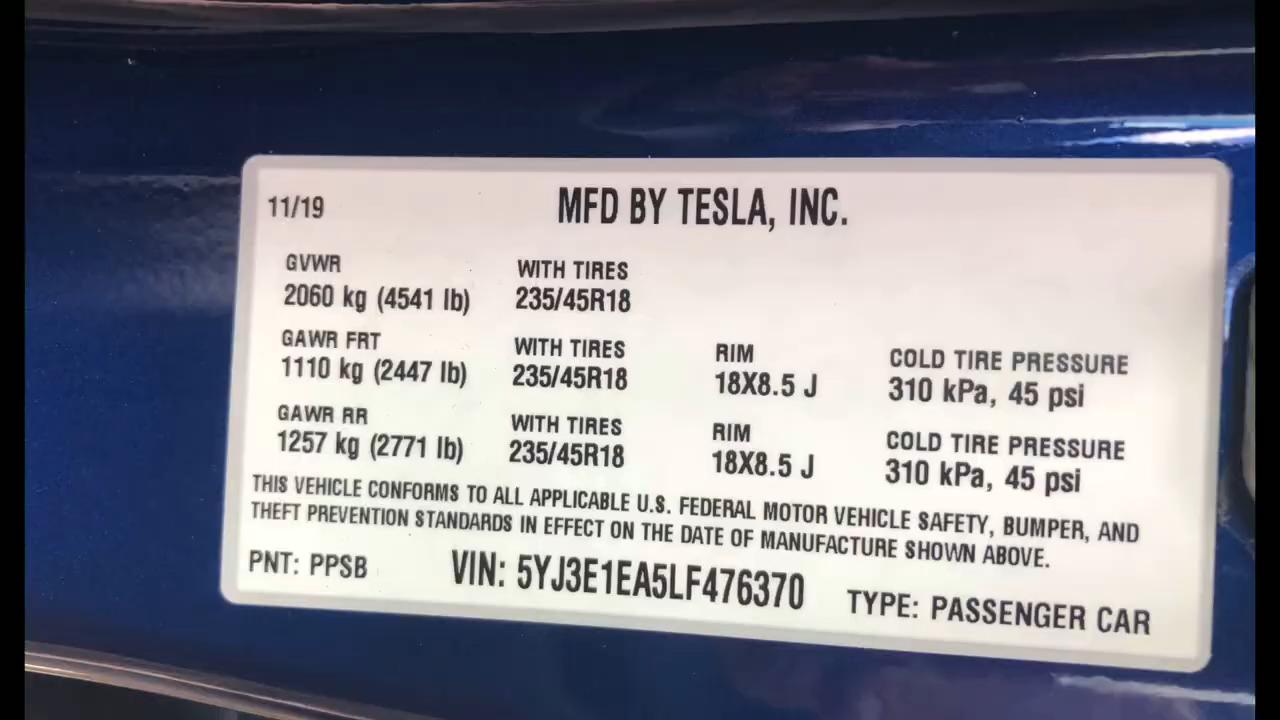 11/19 MFD BY TESLA, INC.
GVWR WITH TIRES
2060 kg (4541 lb) 235/45R18
GAWR FRT WITH TIRES RIM COLD TIRE PRESSURE
1110 kg (2447 lb) 235/45R18 18X8.5 J 310 kPa, 45 psi
GAWR RR WITH TIRES RIM COLD TIRE PRESSURE
1257 kg (2771 lb) 235/45R18 18X8.5 J 310 kPa, 45 psi
THIS VEHICLE CONFORMS TO ALL APPLICABLE U.S. FEDERAL MOTOR VEHICLE SAFETY, BUMPER, AND
THEFT PREVENTION STANDARDS IN EFFECT ON THE DATE OF MANUFACTURE SHOWN ABOVE.
PNT: PPSB VIN: 5YJ3E1EA5LF476370 TYPE: PASSENGER CAR